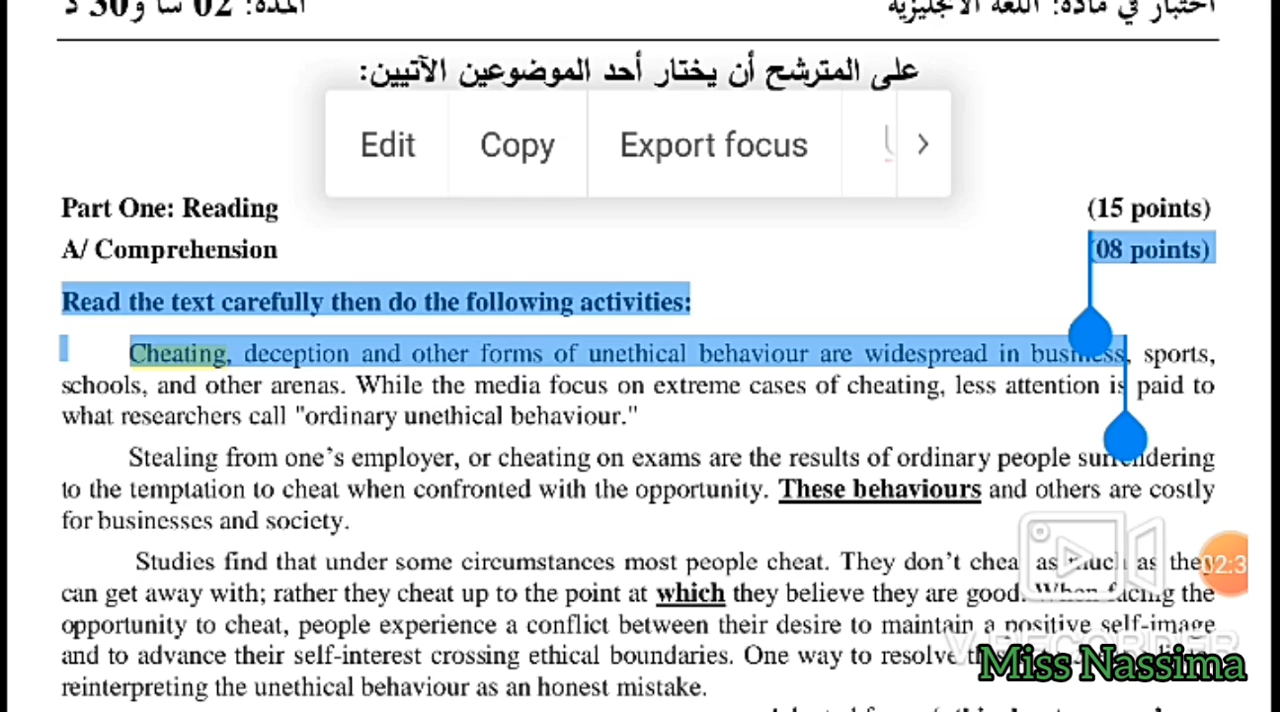 اختبار في مادة: اللغة الانجليزية المدة: 02 سا و30 د
على المترشح أن يختار أحد الموضوعين الآتيين:
Edit Copy Export focus
Part One: Reading (15 points)
A/ Comprehension (08 points)
Read the text carefully then do the following activities:
Cheating, deception and other forms of unethical behaviour are widespread in business, sports,
schools, and other arenas. While the media focus on extreme cases of cheating, less attention is paid to
what researchers call "ordinary unethical behaviour."
Stealing from one’s employer, or cheating on exams are the results of ordinary people surrendering
to the temptation to cheat when confronted with the opportunity. These behaviours and others are costly
for businesses and society.
Studies find that under some circumstances most people cheat. They don’t cheat as much as they
can get away with; rather they cheat up to the point at which they believe they are good. When facing the
opportunity to cheat, people experience a conflict between their desire to maintain a positive self-image
and to advance their self-interest crossing ethical boundaries. One way to resolve
reinterpreting the unethical behaviour as an honest mistake.
02:3
V RECORDER
Miss Nassima